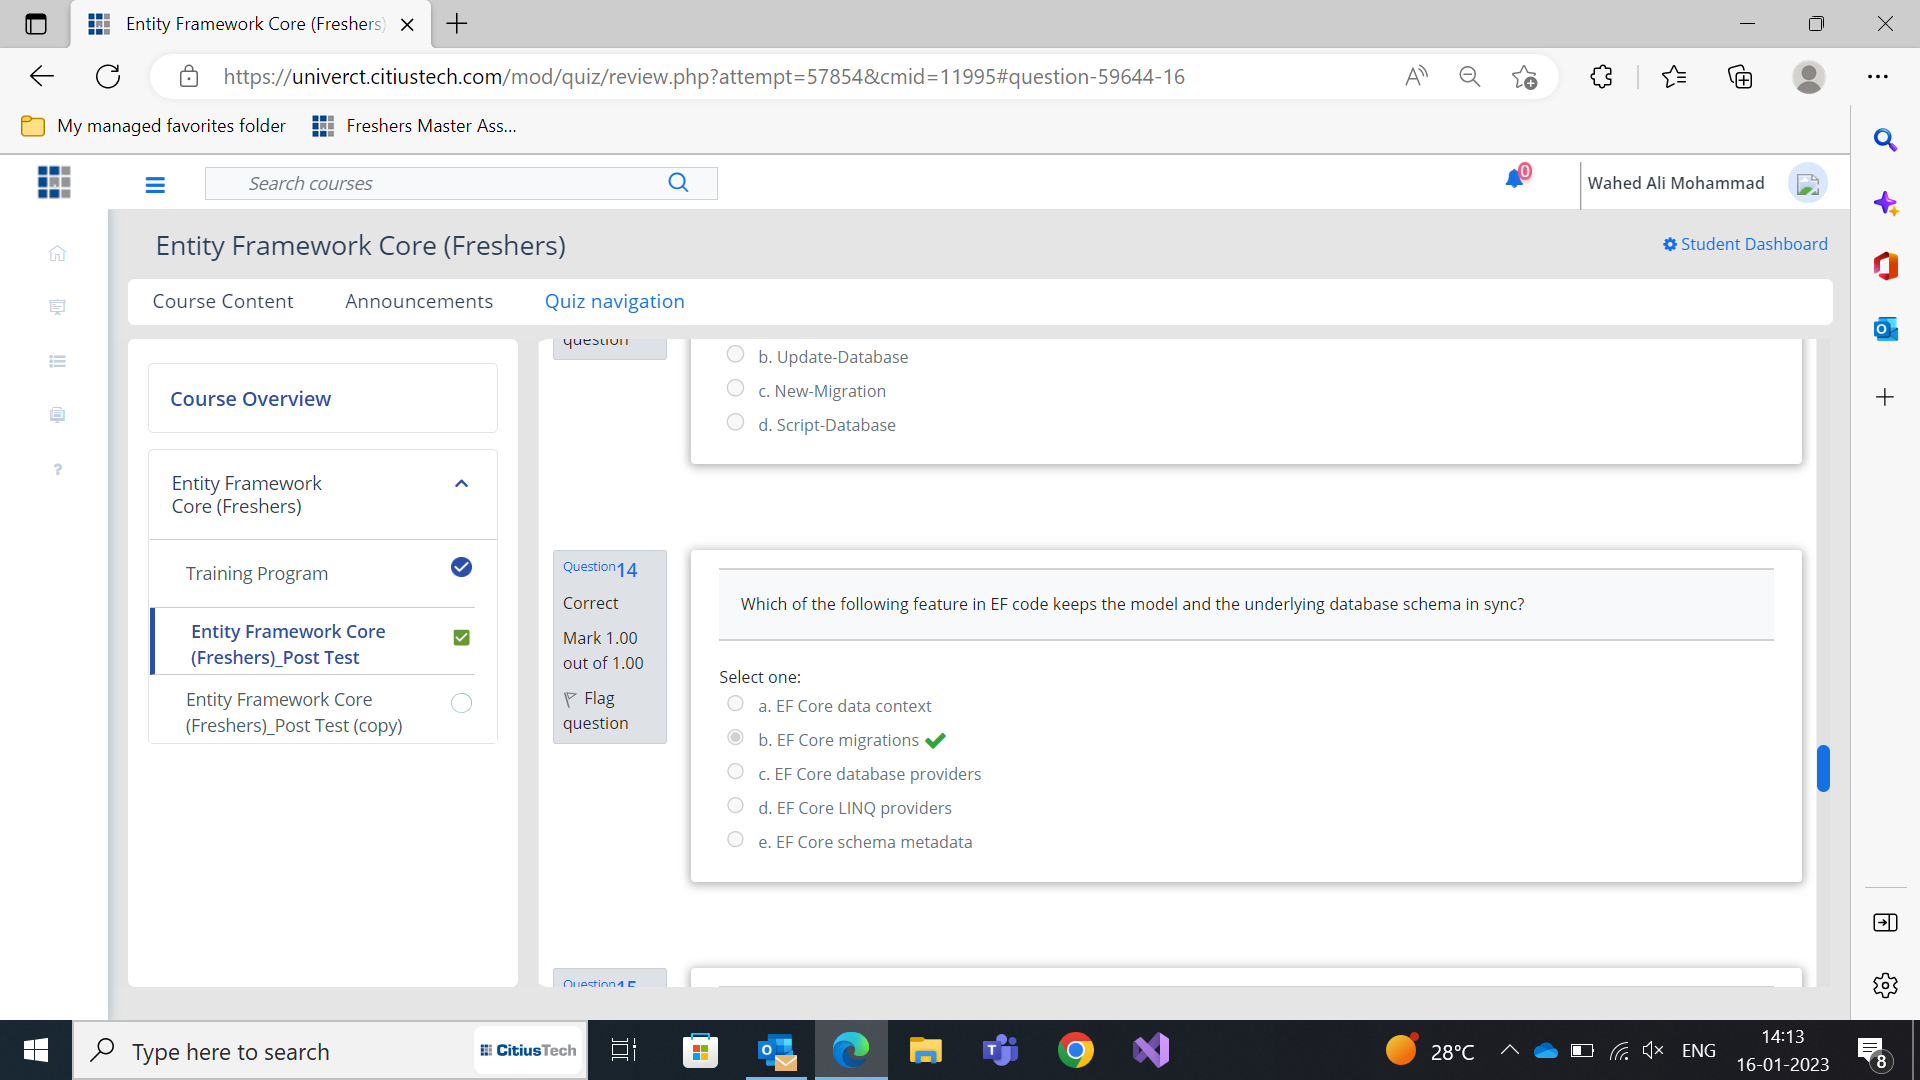 Entity Framework Core (Freshers)
https://univerct.citiustech.com/mod/quiz/review.php?attempt=57854&cmid=11995#question-59644-16
My managed favorites folder
Freshers Master Ass...
Search courses
0
Wahed Ali Mohammad
Entity Framework Core (Freshers)
Student Dashboard
Course Content
Announcements
Quiz navigation
Course Overview
Entity Framework
Core (Freshers)
Training Program
Entity Framework Core
(Freshers)_Post Test
Entity Framework Core
(Freshers)_Post Test (copy)
question
b. Update-Database
c. New-Migration
d. Script-Database
Question 14
Correct
Mark 1.00
out of 1.00
Flag
question
Which of the following feature in EF code keeps the model and the underlying database schema in sync?
Select one:
a. EF Core data context
b. EF Core migrations
c. EF Core database providers
d. EF Core LINQ providers
e. EF Core schema metadata
Question 15
Type here to search
CitiusTech
28°C
ENG
14:13
16-01-2023
8